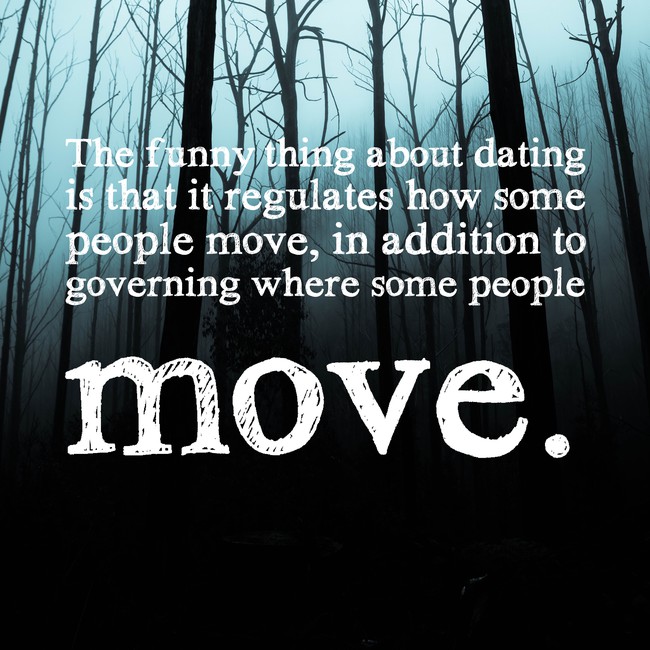 The funny thing about dating
is that it regulates how some
people move, in addition to
governing where some people
move.